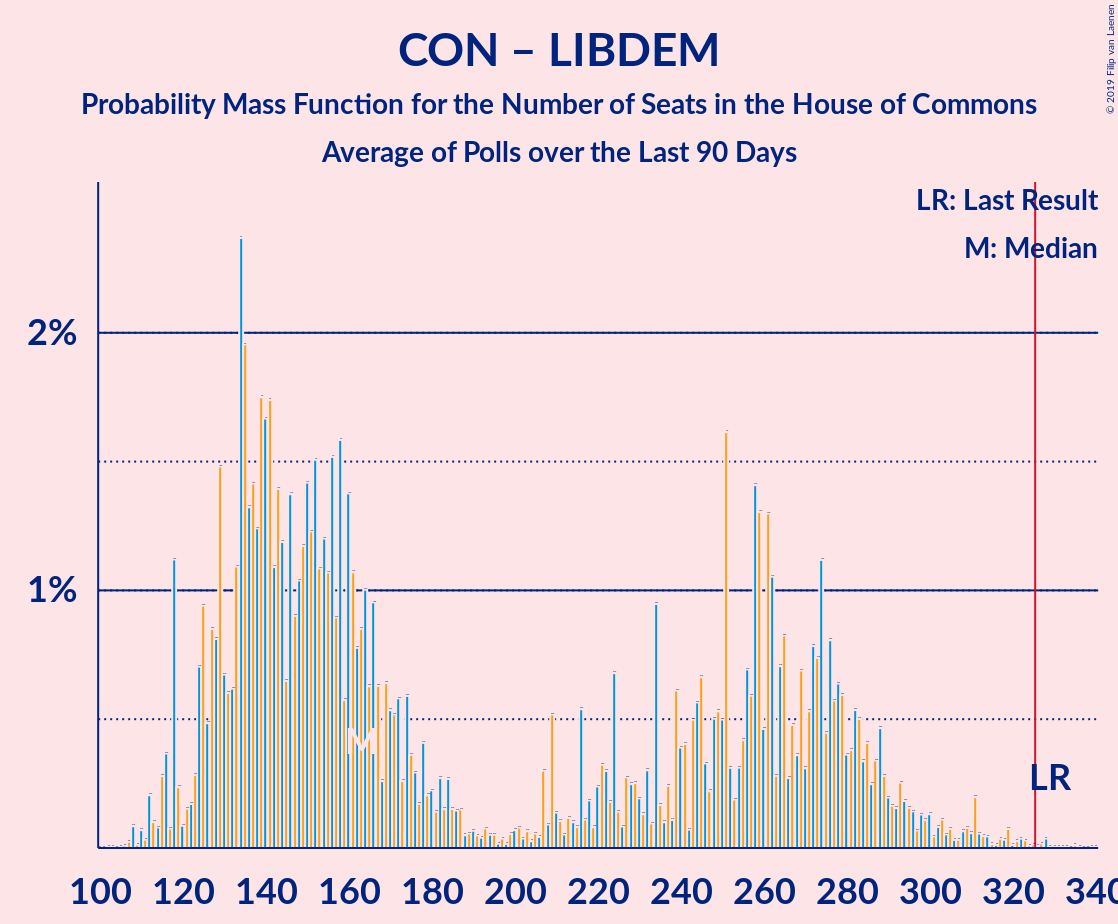 CON – LIBDEM
Probability Mass Function for the Number of Seats in the House of Commons
Average of Polls over the Last 90 Days
© 2019 Filip van Laenen
LR: Last Result
M: Median
2%
1%
M
LR
100 120 140 160 180 200 220 240 260 280 300 320 340